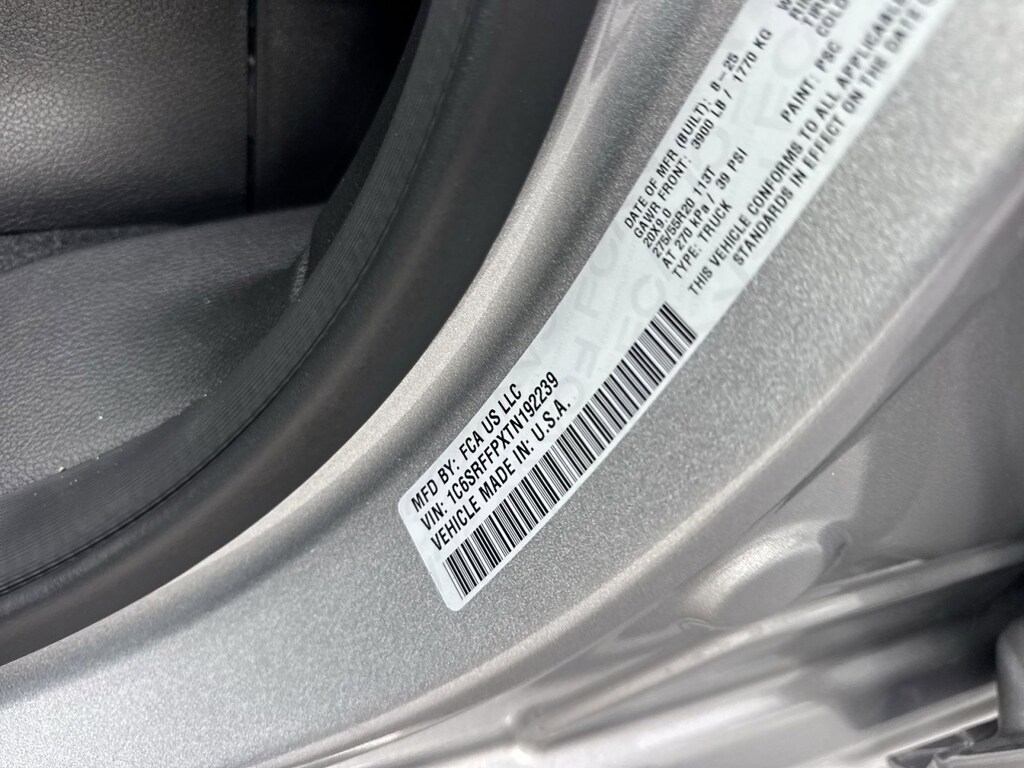 MFD BY: FCA US LLC
VIN: 1C6SRFFPXTN192239
VEHICLE MADE IN: U.S.A.
DATE OF MFR (BUILT): 8-25
GAWR FRONT: 3900 LB / 1770 KG
20X9.0
275/55R20 113T
AT 270 kPa / 39 PSI
TYPE: TRUCK
PAINT: PSC
THIS VEHICLE CONFORMS TO ALL APPLICABLE
STANDARDS IN EFFECT ON THE DATE